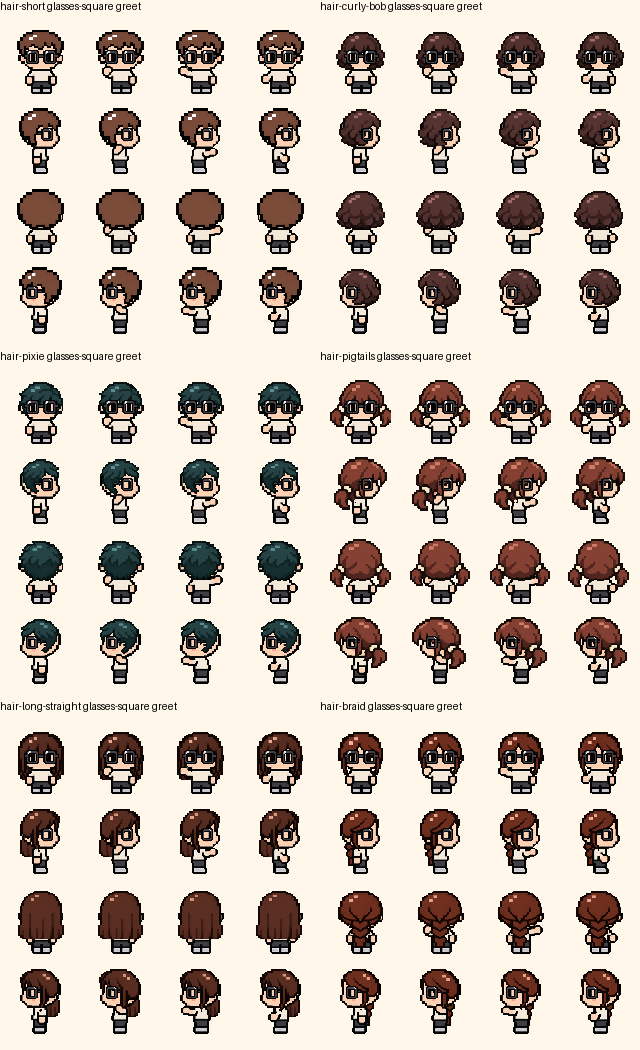 hair-short glasses-square greet
hair-curly-bob glasses-square greet
hair-pixie glasses-square greet
hair-pigtails glasses-square greet
hair-long-straight glasses-square greet
hair-braid glasses-square greet